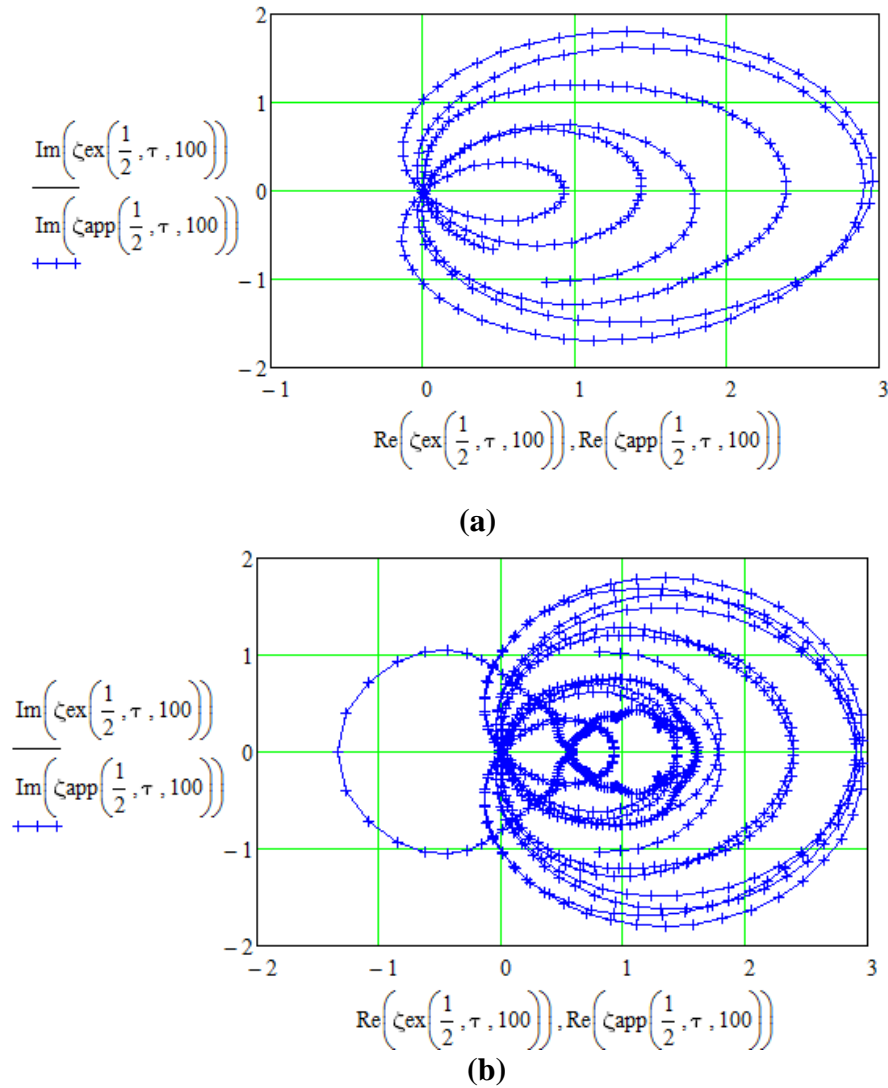 2
1
0
−1
−2
Im(ζex(1/2 , τ , 100))
Im(ζapp(1/2 , τ , 100))
−1 0 1 2 3
Re(ζex(1/2 , τ , 100)) , Re(ζapp(1/2 , τ , 100))
(a)
2
1
0
−1
−2
Im(ζex(1/2 , τ , 100))
Im(ζapp(1/2 , τ , 100))
−2 −1 0 1 2 3
Re(ζex(1/2 , τ , 100)) , Re(ζapp(1/2 , τ , 100))
(b)